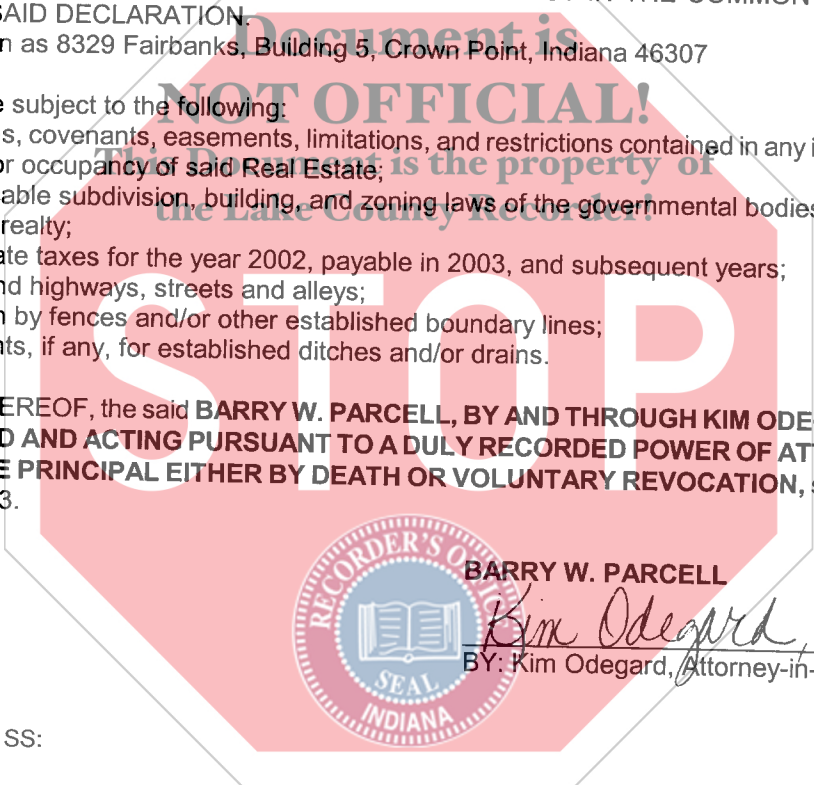 SAID DECLARATION.
n as 8329 Fairbanks, Building 5, Crown Point, Indiana 46307
Document is
NOT OFFICIAL!
This Document is the property of
the Lake County Recorder!
e subject to the following:
s, covenants, easements, limitations, and restrictions contained in any i
or occupancy of said Real Estate;
able subdivision, building, and zoning laws of the governmental bodies
realty;
ate taxes for the year 2002, payable in 2003, and subsequent years;
nd highways, streets and alleys;
n by fences and/or other established boundary lines;
nts, if any, for established ditches and/or drains.
STOP
EREOF, the said BARRY W. PARCELL, BY AND THROUGH KIM ODE
D AND ACTING PURSUANT TO A DULY RECORDED POWER OF ATT
E PRINCIPAL EITHER BY DEATH OR VOLUNTARY REVOCATION, s
3.
RECORDER'S OFFICE
SEAL
INDIANA
BARRY W. PARCELL
Kim Odegard,
BY: Kim Odegard, Attorney-in-
SS: